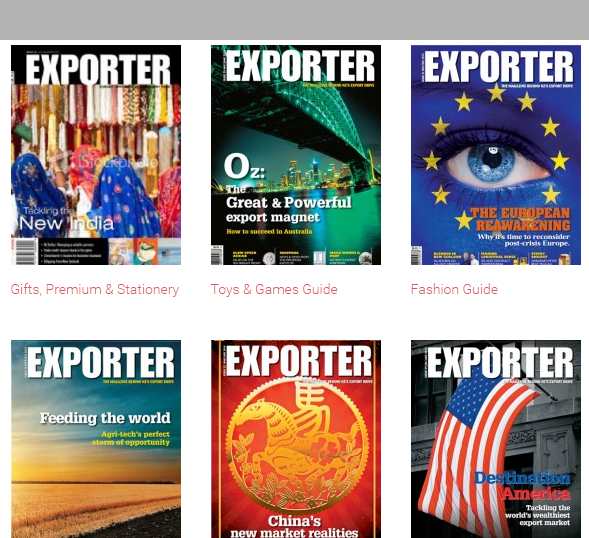 EXPORTER
iStockphoto
Tackling the
New India
EXPORTER
THE MAGAZINE BEHIND NZ'S EXPORT DRIVE
Oz:
The
Great & Powerful
export magnet
How to succeed in Australia
EXPORTER
THE MAGAZINE BEHIND NZ'S EXPORT DRIVE
THE EUROPEAN
REAWAKENING
Why it's time to reconsider
post-crisis Europe.
Gifts, Premium & Stationery
Toys & Games Guide
Fashion Guide
EXPORTER
THE MAGAZINE BEHIND NZ'S EXPORT DRIVE
Feeding the world
Agri-tech's perfect
storm of opportunity
EXPORTER
THE MAGAZINE BEHIND NZ'S EXPORT DRIVE
馬
China's
new market realities
EXPORTER
THE MAGAZINE BEHIND NZ'S EXPORT DRIVE
Destination
America
Tackling the
world's wealthiest
export market